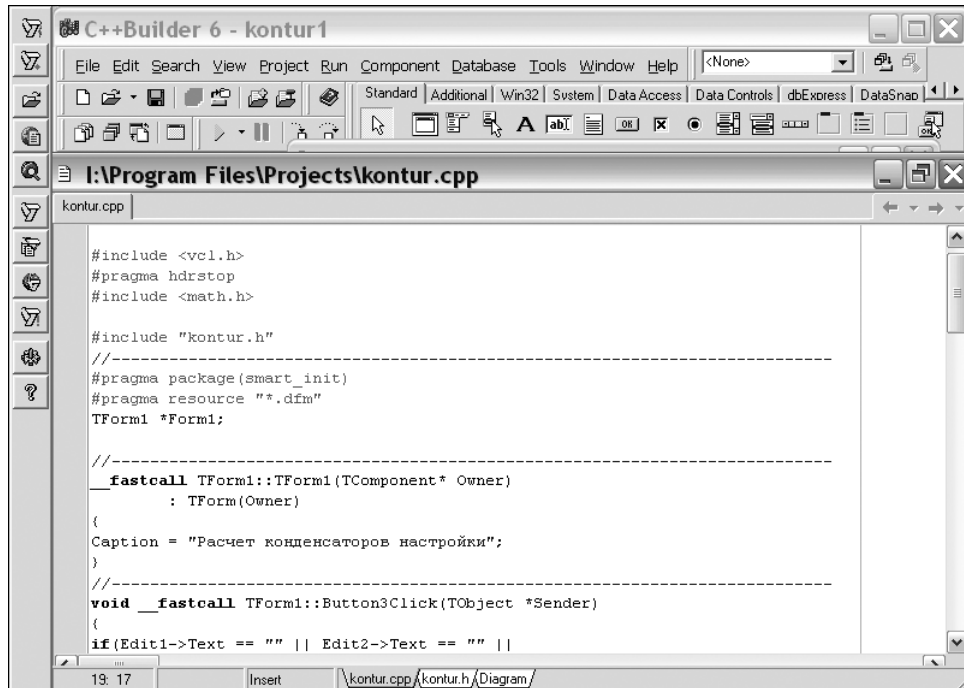 C++Builder 6 - kontur1
File Edit Search View Project Run Component Database Tools Window Help <None>
Standard Additional Win32 System Data Access Data Controls dbExpress DataSnap
A ab OK
I:\Program Files\Projects\kontur.cpp
kontur.cpp
#include <vcl.h>
#pragma hdrstop
#include <math.h>
#include "kontur.h"
//---------------------------------------------------------------------------
#pragma package(smart_init)
#pragma resource "*.dfm"
TForm1 *Form1;
//---------------------------------------------------------------------------
__fastcall TForm1::TForm1(TComponent* Owner)
: TForm(Owner)
{
Caption = "Расчет конденсаторов настройки";
}
//---------------------------------------------------------------------------
void __fastcall TForm1::Button3Click(TObject *Sender)
{
if(Edit1->Text == "" || Edit2->Text == "" ||
19: 17 Insert \kontur.cpp/kontur.h/Diagram/